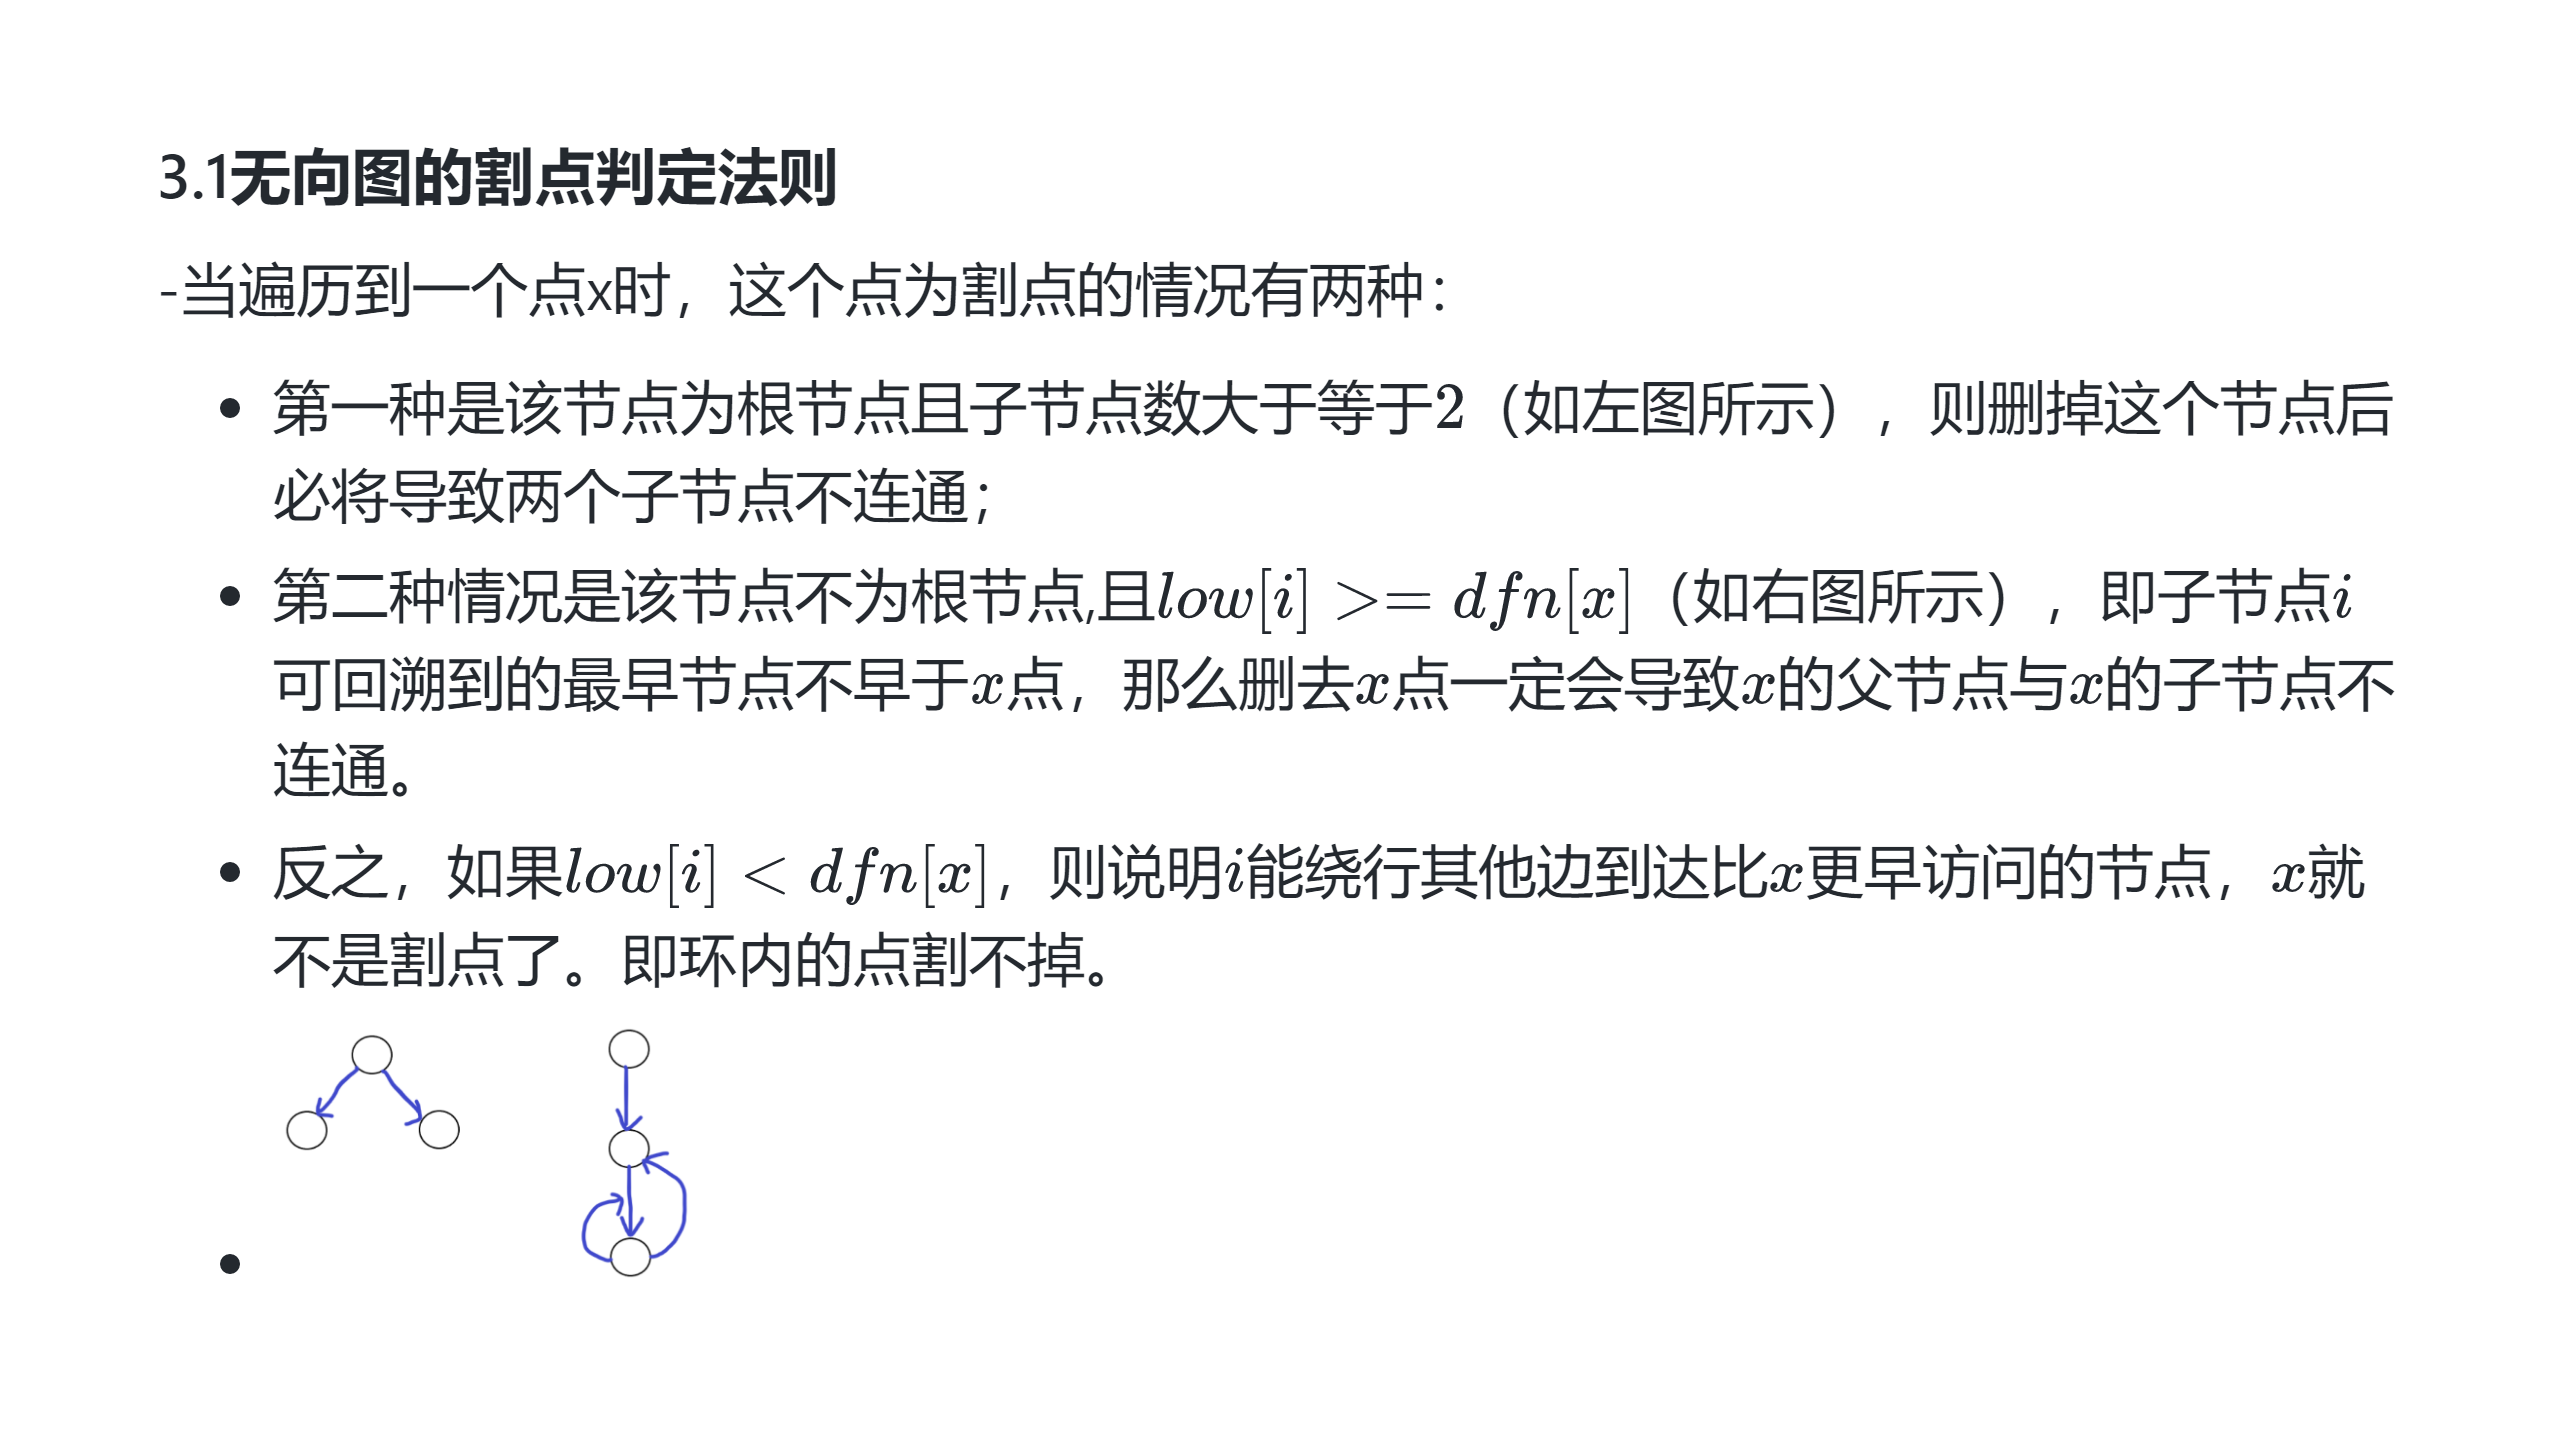 3.1无向图的割点判定法则
-当遍历到一个点x时，这个点为割点的情况有两种：
第一种是该节点为根节点且子节点数大于等于2（如左图所示），则删掉这个节点后
必将导致两个子节点不连通；
第二种情况是该节点不为根节点,且low[i] >= dfn[x]（如右图所示），即子节点i
可回溯到的最早节点不早于x点，那么删去x点一定会导致x的父节点与x的子节点不
连通。
反之，如果low[i] < dfn[x]，则说明i能绕行其他边到达比x更早访问的节点，x就
不是割点了。即环内的点割不掉。